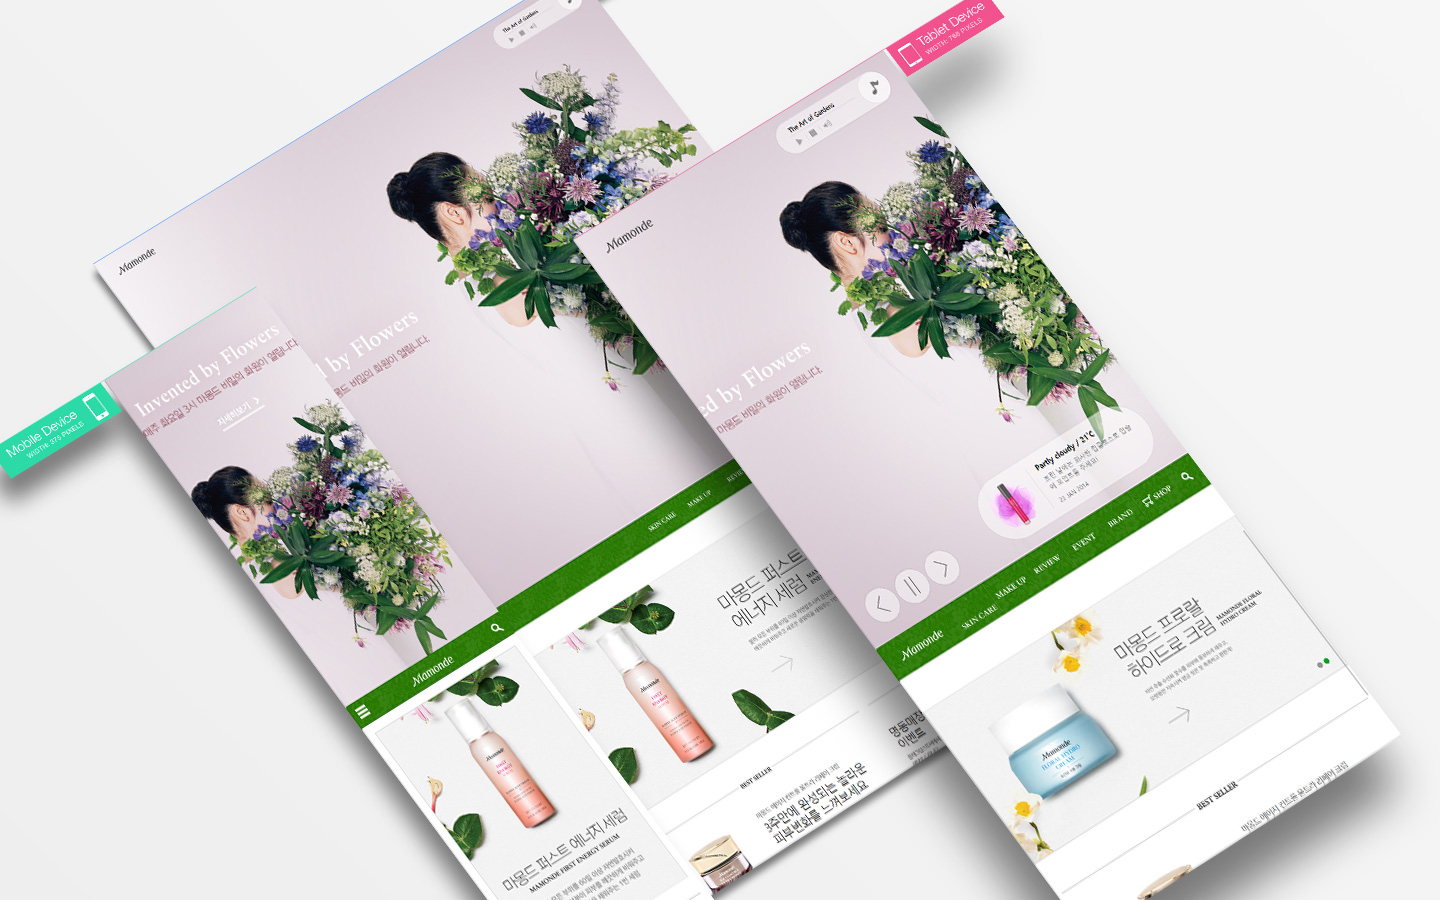 The Art of Gardens
Mamonde
by Flowers
몽드 비밀의 화원이 열립니다.
SKIN CARE
MAKE UP
마몽드 퍼스트
에너지 세럼
BEST SELLER
3주만에 완성되는 놀라운
피부변화를 느껴보세요
명동매장
이벤트
Mobile Device
WIDTH: 375 PIXELS
Invented by Flowers
매주 화요일 3시 마몽드 비밀의 화원이 열립니다.
자세히보기
Mamonde
Mamonde
마몽드 퍼스트 에너지 세럼
MAMONDE FIRST ENERGY SERUM
Tablet Device
WIDTH: 768 PIXELS
The Art of Gardens
Mamonde
ed by Flowers
마몽드 비밀의 화원이 열립니다.
Partly cloudy / 21°C
22 JAN 2014
Mamonde
SKIN CARE
MAKE UP
REVIEW
EVENT
BRAND
SHOP
마몽드 프로랄
하이드로 크림
MAMONDE FLORAL
HYDRO CREAM
Mamonde
FLORAL HYDRO
CREAM
BEST SELLER